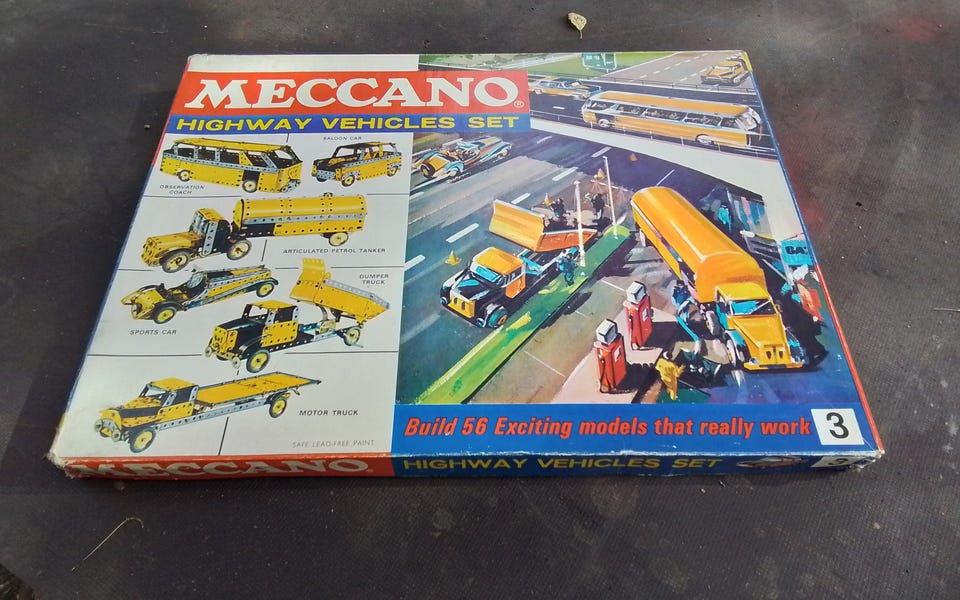 MECCANO®
HIGHWAY VEHICLES SET
SALOON CAR
OBSERVATION
COACH
ARTICULATED PETROL TANKER
DUMPER
TRUCK
SPORTS CAR
MOTOR TRUCK
SAFE LEAD-FREE PAINT
Build 56 Exciting models that really work
3
MECCANO®
HIGHWAY VEHICLES SET
3